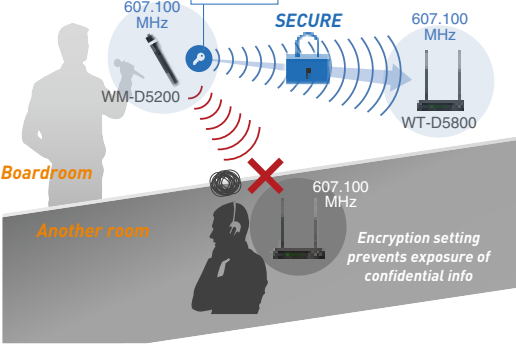 607.100
MHz
SECURE
607.100
MHz
WM-D5200
WT-D5800
Boardroom
607.100
MHz
Another room
Encryption setting
prevents exposure of
confidential info